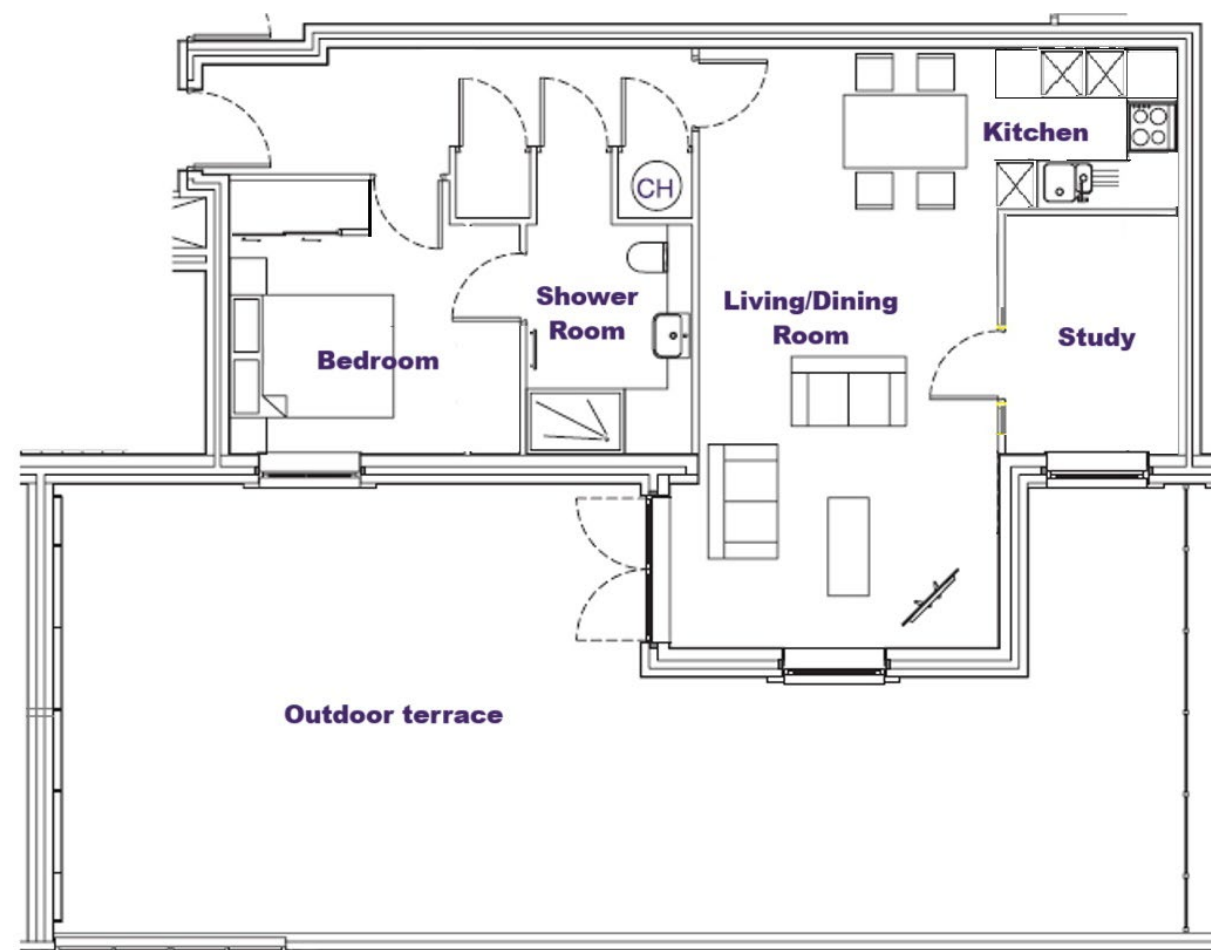 Kitchen
CH
Shower
Room
Living/Dining
Room
Study
Bedroom
Outdoor terrace